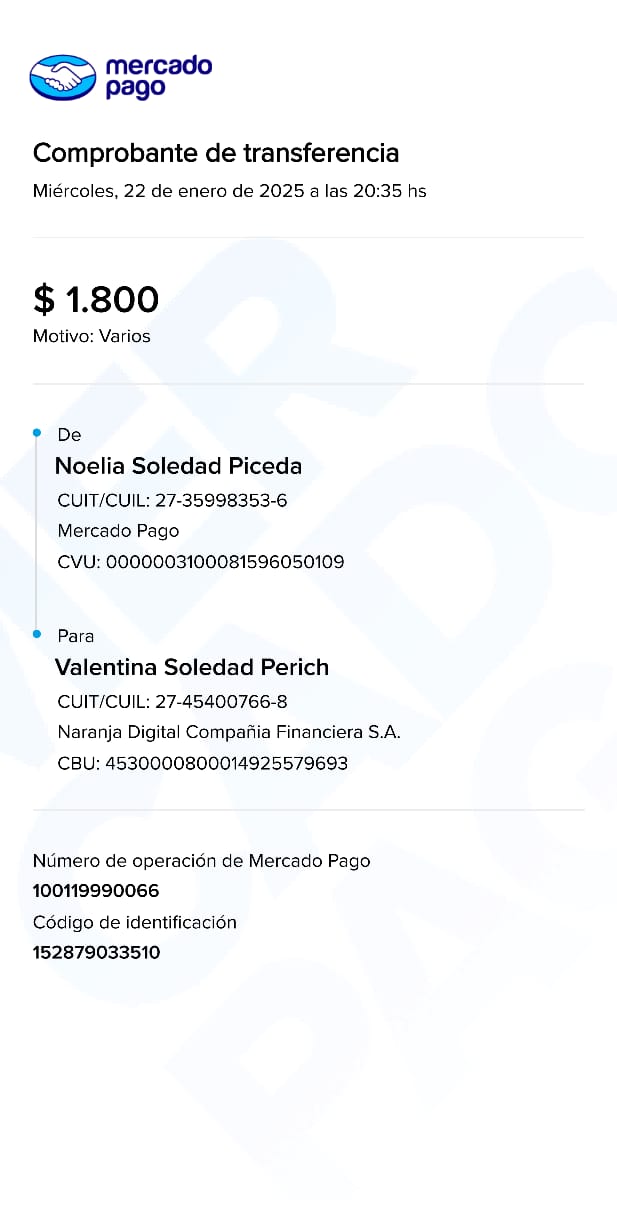 mercado
pago
Comprobante de transferencia
Miércoles, 22 de enero de 2025 a las 20:35 hs
$ 1.800
Motivo: Varios
De
Noelia Soledad Piceda
CUIT/CUIL: 27-35998353-6
Mercado Pago
CVU: 0000003100081596050109
Para
Valentina Soledad Perich
CUIT/CUIL: 27-45400766-8
Naranja Digital Compañia Financiera S.A.
CBU: 4530000800014925579693
Número de operación de Mercado Pago
100119990066
Código de identificación
152879033510